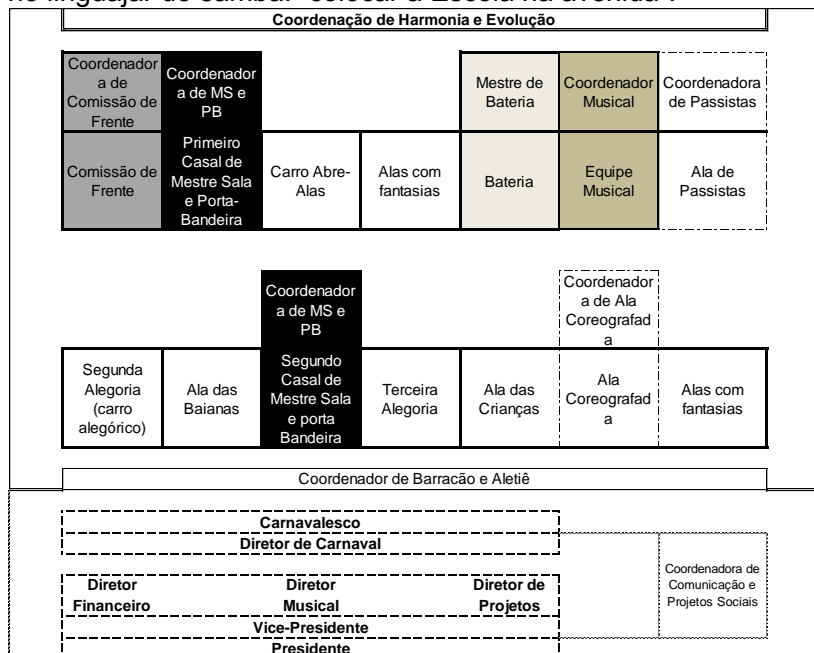 no linguajar do samba: "colocar a Escola na avenida".
Coordenação de Harmonia e Evolução
Coordenador
a de
Comissão de
Frente
Coordenador
a de MS e
PB
Mestre de
Bateria
Coordenador
Musical
Coordenadora
de Passistas
Comissão de
Frente
Primeiro
Casal de
Mestre Sala
e Porta-
Bandeira
Carro Abre-
Alas
Alas com
fantasias
Bateria
Equipe
Musical
Ala de
Passistas
Coordenador
a de MS e
PB
Coordenador
a de Ala
Coreografad
a
Segunda
Alegoria
(carro
alegórico)
Ala das
Baianas
Segundo
Casal de
Mestre Sala
e porta
Bandeira
Terceira
Alegoria
Ala das
Crianças
Ala
Coreografad
a
Alas com
fantasias
Coordenador de Barracão e Aletiê
Carnavalesco
Diretor de Carnaval
Diretor
Financeiro
Diretor
Musical
Diretor de
Projetos
Coordenadora de
Comunicação e
Projetos Sociais
Vice-Presidente
Presidente